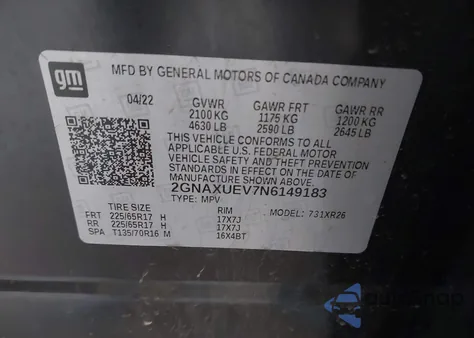 gm
MFD BY GENERAL MOTORS OF CANADA COMPANY
04/22 GVWR GAWR FRT GAWR RR
2100 KG 1175 KG 1200 KG
4630 LB 2590 LB 2645 LB
THIS VEHICLE CONFORMS TO ALL
APPLICABLE U.S. FEDERAL MOTOR
VEHICLE SAFETY AND THEFT PREVENTION
STANDARDS IN EFFECT ON THE DATE OF
MANUFACTURE SHOWN ABOVE.
2GNAXUEV7N6149183
TYPE: MPV
TIRE SIZE RIM MODEL: 731XR26
FRT 225/65R17 H 17X7J
RR 225/65R17 H 17X7J
SPA T135/70R16 M 16X4BT